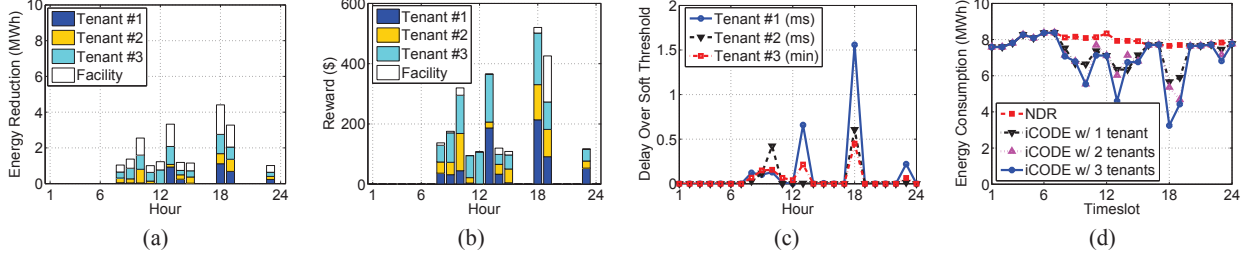 Energy Reduction (MWh)
10
8
6
4
2
0
Tenant #1
Tenant #2
Tenant #3
Facility
1 6 12 18 24
Hour
(a)
Reward ($)
600
400
200
0
Tenant #1
Tenant #2
Tenant #3
Facility
1 6 12 18 24
Hour
(b)
Delay Over Soft Threshold
2
1.5
1
0.5
0
Tenant #1 (ms)
Tenant #2 (ms)
Tenant #3 (min)
1 6 12 18 24
Hour
(c)
Energy Consumption (MWh)
10
8
6
4
2
0
NDR
iCODE w/ 1 tenant
iCODE w/ 2 tenants
iCODE w/ 3 tenants
1 6 12 18 24
Timeslot
(d)